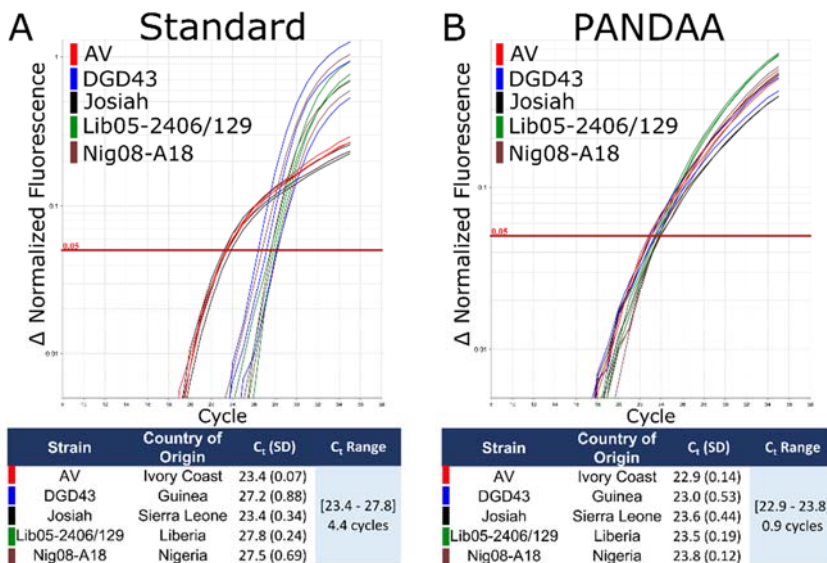 A Standard
AV
DGD43
Josiah
Lib05-2406/129
Nig08-A18
Δ Normalized Fluorescence
1
0.1
0.05
0.01
Cycle
Strain Country of Origin Ct (SD) Ct Range
AV Ivory Coast 23.4 (0.07)
DGD43 Guinea 27.2 (0.88)
Josiah Sierra Leone 23.4 (0.34)
Lib05-2406/129 Liberia 27.8 (0.24)
Nig08-A18 Nigeria 27.5 (0.69)
[23.4 - 27.8]
4.4 cycles
B PANDAA
AV
DGD43
Josiah
Lib05-2406/129
Nig08-A18
Δ Normalized Fluorescence
0.1
0.05
0.01
Cycle
Strain Country of Origin Ct (SD) Ct Range
AV Ivory Coast 22.9 (0.14)
DGD43 Guinea 23.0 (0.53)
Josiah Sierra Leone 23.6 (0.44)
Lib05-2406/129 Liberia 23.5 (0.19)
Nig08-A18 Nigeria 23.8 (0.12)
[22.9 - 23.8]
0.9 cycles